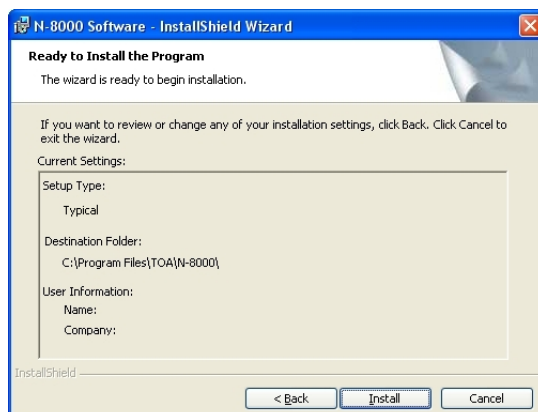 N-8000 Software - InstallShield Wizard
Ready to Install the Program
The wizard is ready to begin installation.
If you want to review or change any of your installation settings, click Back. Click Cancel to
exit the wizard.
Current Settings:
Setup Type:
Typical
Destination Folder:
C:\Program Files\TOA\N-8000\
User Information:
Name:
Company:
InstallShield
< Back
Install
Cancel